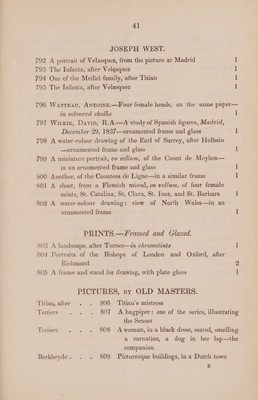 41
JOSEPH WEST.
792 A portrait of Velasques, from the picture at Madrid 1
793 The Infanta, after Velasques 1
794 One of the Medici family, after Titian 1
795 The Infanta, after Velasques 1
796 WATTEAU, ANTOINE.—Four female heads, on the same paper—
in coloured chalks 1
797 WILKIE, DAVID, R.A.—A study of Spanish figures, Madrid,
December 29, 1837—ornamented frame and glass 1
798 A water-colour drawing of the Earl of Surrey, after Holbein
—ornamented frame and glass 1
799 A miniature portrait, on vellum, of the Count de Meylun—
in an ornamented frame and glass 1
800 Another, of the Countess de Ligne—in a similar frame 1
801 A sheet, from a Flemish missal, on vellum, of four female
saints, St. Catalina, St. Clara, St. Ines, and St. Barbara 1
802 A water-colour drawing: view of North Wales—in an
ornamented frame 1
PRINTS.—Framed and Glazed.
803 A landscape, after Turner—in chromotints 1
804 Portraits of the Bishops of London and Oxford, after
Richmond 2
805 A frame and stand for drawing, with plate glass 1
PICTURES, BY OLD MASTERS.
Titian, after . . 806 Titian's mistress
Teniers . . . 807 A bagpiper: one of the series, illustrating
the Senses
Teniers . . . 808 A woman, in a black dress, seated, smelling
a carnation, a dog in her lap—the
companion
Berkheyde . . . 809 Picturesque buildings, in a Dutch town
E